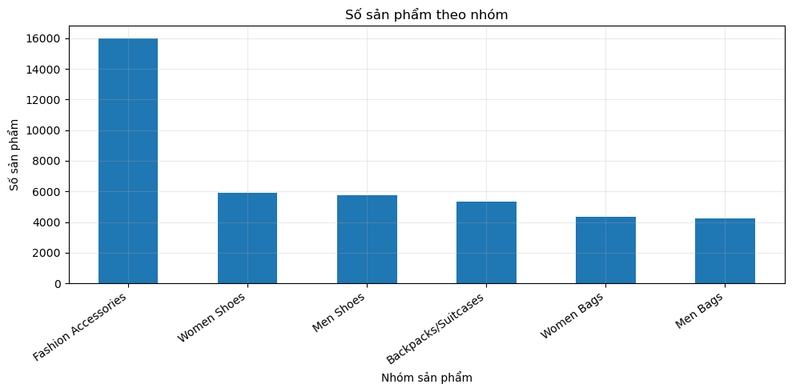 Số sản phẩm theo nhóm
Số sản phẩm
16000
14000
12000
10000
8000
6000
4000
2000
0
Fashion Accessories
Women Shoes
Men Shoes
Backpacks/Suitcases
Women Bags
Men Bags
Nhóm sản phẩm